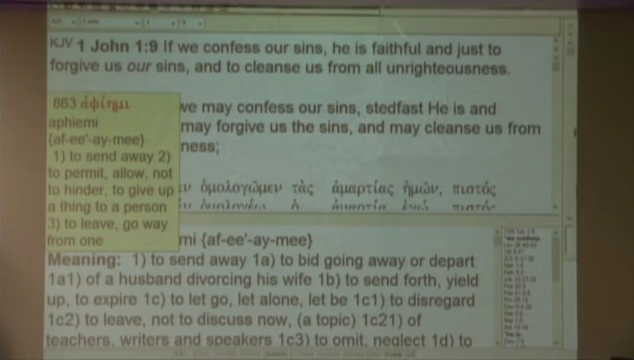 KJV 1 John 1:9 If we confess our sins, he is faithful and just to
forgive us our sins, and to cleanse us from all unrighteousness.
we may confess our sins, stedfast He is and
may forgive us the sins, and may cleanse us from
ness;
863 ἀφίημι
aphiemi
{af-ee'-ay-mee}
1) to send away 2)
to permit, allow, not
to hinder, to give up
a thing to a person
3) to leave, go way
from one
ν ὁμολογῶμεν τὰς ἁμαρτίας ἡμῶν, πιστός
mi {af-ee'-ay-mee}
Meaning: 1) to send away 1a) to bid going away or depart
1a1) of a husband divorcing his wife 1b) to send forth, yield
up, to expire 1c) to let go, let alone, let be 1c1) to disregard
1c2) to leave, not to discuss now, (a topic) 1c21) of
teachers, writers and speakers 1c3) to omit, neglect 1d) to